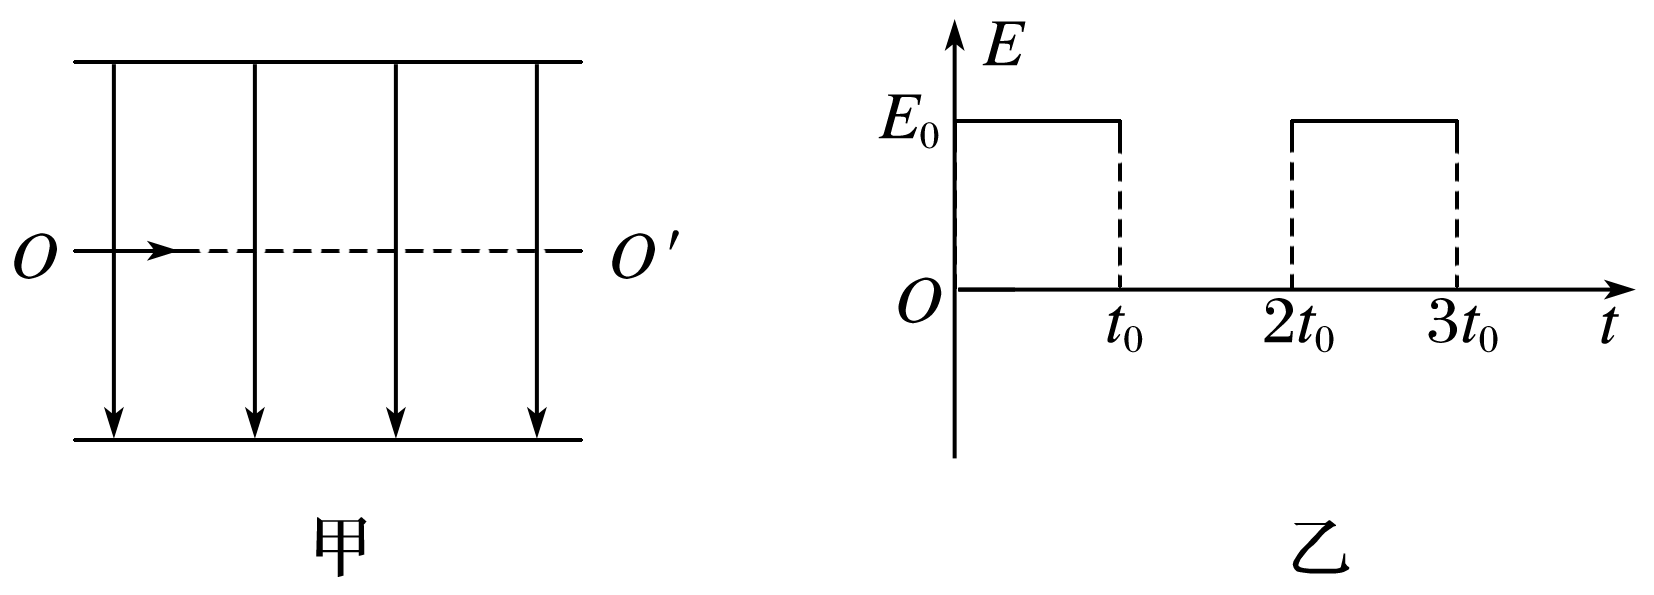 O O′
甲
E
E₀
O t₀ 2t₀ 3t₀ t
乙